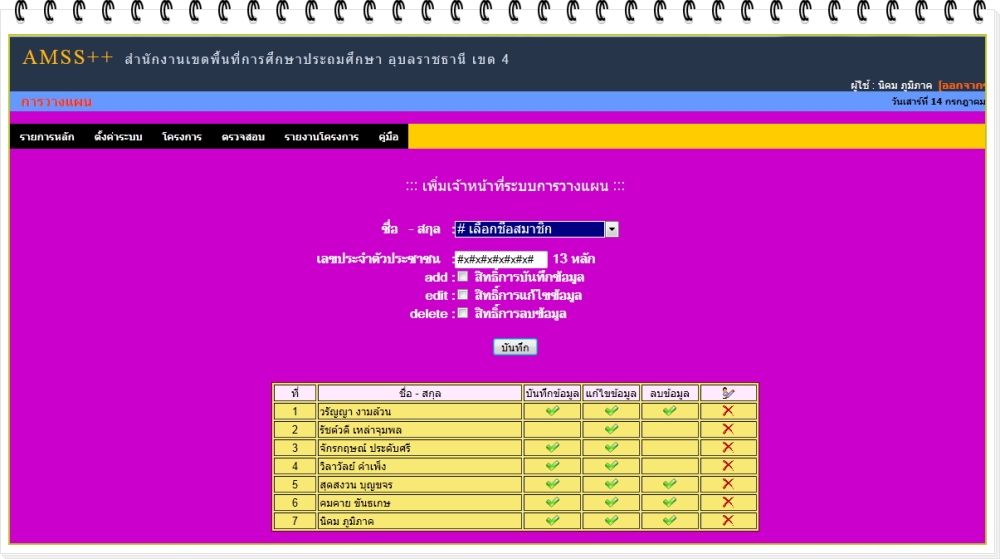 AMSS++ สำนักงานเขตพื้นที่การศึกษาประถมศึกษา อุบลราชธานี เขต 4
ผู้ใช้ : นิคม ภูมิภาค [ออกจาก
การวางแผน วันเสาร์ที่ 14 กรกฎาคม
รายการหลัก ตั้งค่าระบบ โครงการ ตรวจสอบ รายงานโครงการ คู่มือ
::: เพิ่มเจ้าหน้าที่ระบบการวางแผน :::
ชื่อ - สกุล : # เลือกชื่อสมาชิก
เลขประจำตัวประชาชน : #x#x#x#x#x# 13 หลัก
add : สิทธิ์การบันทึกข้อมูล
edit : สิทธิ์การแก้ไขข้อมูล
delete : สิทธิ์การลบข้อมูล
บันทึก
ที่ ชื่อ - สกุล บันทึกข้อมูล แก้ไขข้อมูล ลบข้อมูล
1 วรัญญา งามล้วน
2 รัชต์วดี เหล่าจุมพล
3 จักรกฤษณ์ ประดับศรี
4 วิลาวัลย์ คำเพ็ง
5 สุดสงวน บุญขจร
6 คมคาย ขันธเกษ
7 นิคม ภูมิภาค